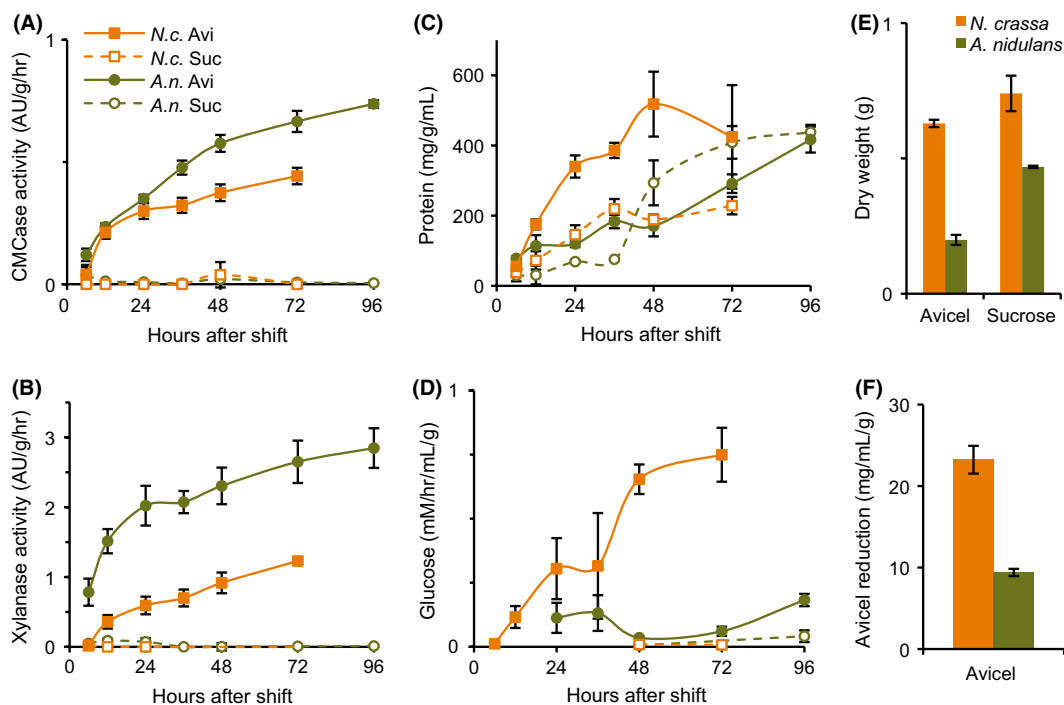 (A)
N.c. Avi
N.c. Suc
A.n. Avi
A.n. Suc
CMCase activity (AU/g/hr)
1
0
0 24 48 72 96
Hours after shift
(C)
Protein (mg/g/mL)
600
400
200
0
0 24 48 72 96
Hours after shift
(E)
N. crassa
A. nidulans
Dry weight (g)
1
0
Avicel Sucrose
(B)
Xylanase activity (AU/g/hr)
3
2
1
0
0 24 48 72 96
Hours after shift
(D)
Glucose (mM/hr/mL/g)
1
0
0 24 48 72 96
Hours after shift
(F)
Avicel reduction (mg/mL/g)
30
20
10
0
Avicel